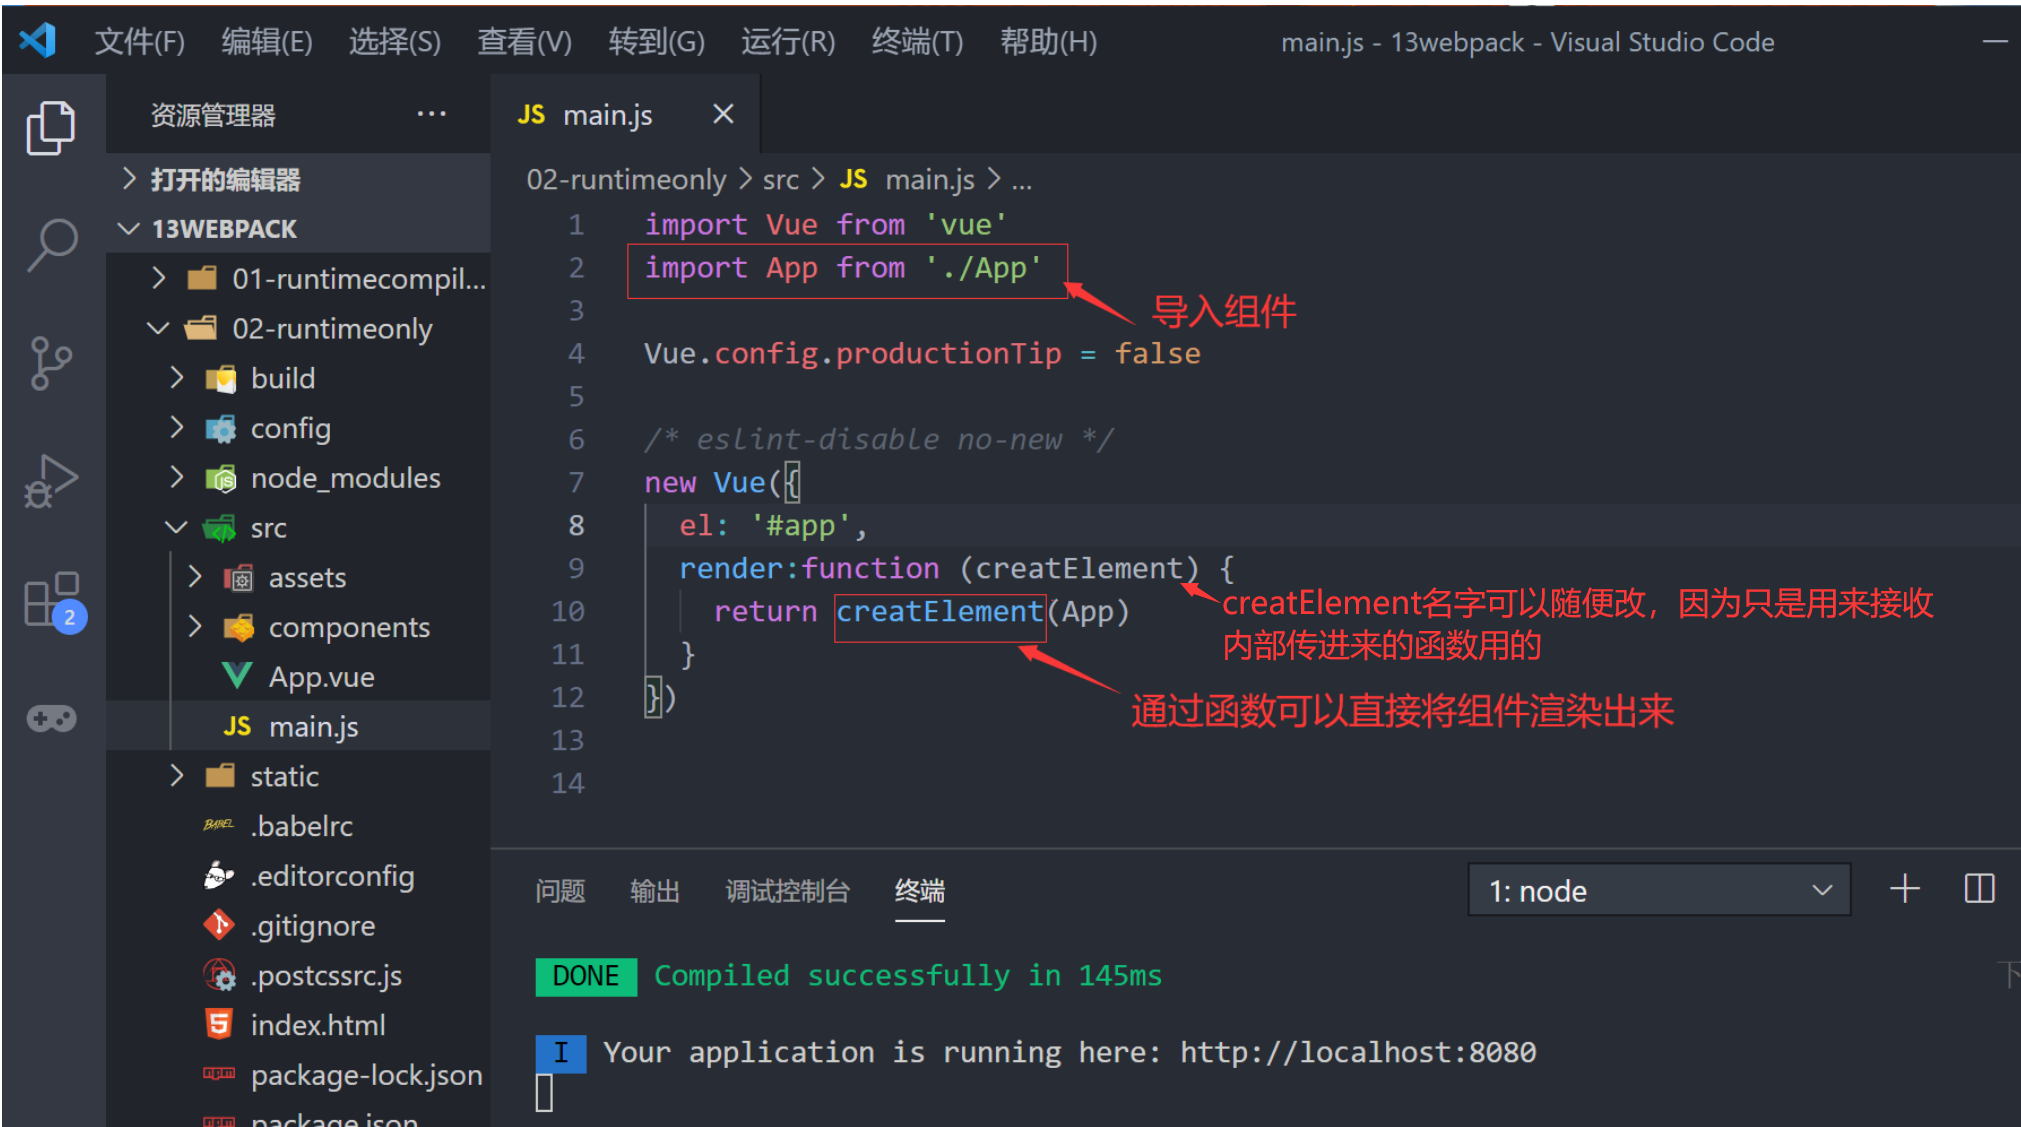 文件(F) 编辑(E) 选择(S) 查看(V) 转到(G) 运行(R) 终端(T) 帮助(H) main.js - 13webpack - Visual Studio Code
资源管理器 ···
JS main.js
打开的编辑器
13WEBPACK
01-runtimecompil...
02-runtimeonly
build
config
node_modules
src
assets
components
App.vue
JS main.js
static
BABEL .babelrc
.editorconfig
.gitignore
.postcssrc.js
index.html
package-lock.json
package.json
2
02-runtimeonly > src > JS main.js > ...
1 import Vue from 'vue'
2 import App from './App'
导入组件
3
4 Vue.config.productionTip = false
5
6 /* eslint-disable no-new */
7 new Vue({
8 el: '#app',
9 render:function (creatElement) {
creatElement名字可以随便改，因为只是用来接收
内部传进来的函数用的
10 return creatElement(App)
11 }
通过函数可以直接将组件渲染出来
12 })
13
14
问题 输出 调试控制台 终端 1: node
DONE Compiled successfully in 145ms
I Your application is running here: http://localhost:8080